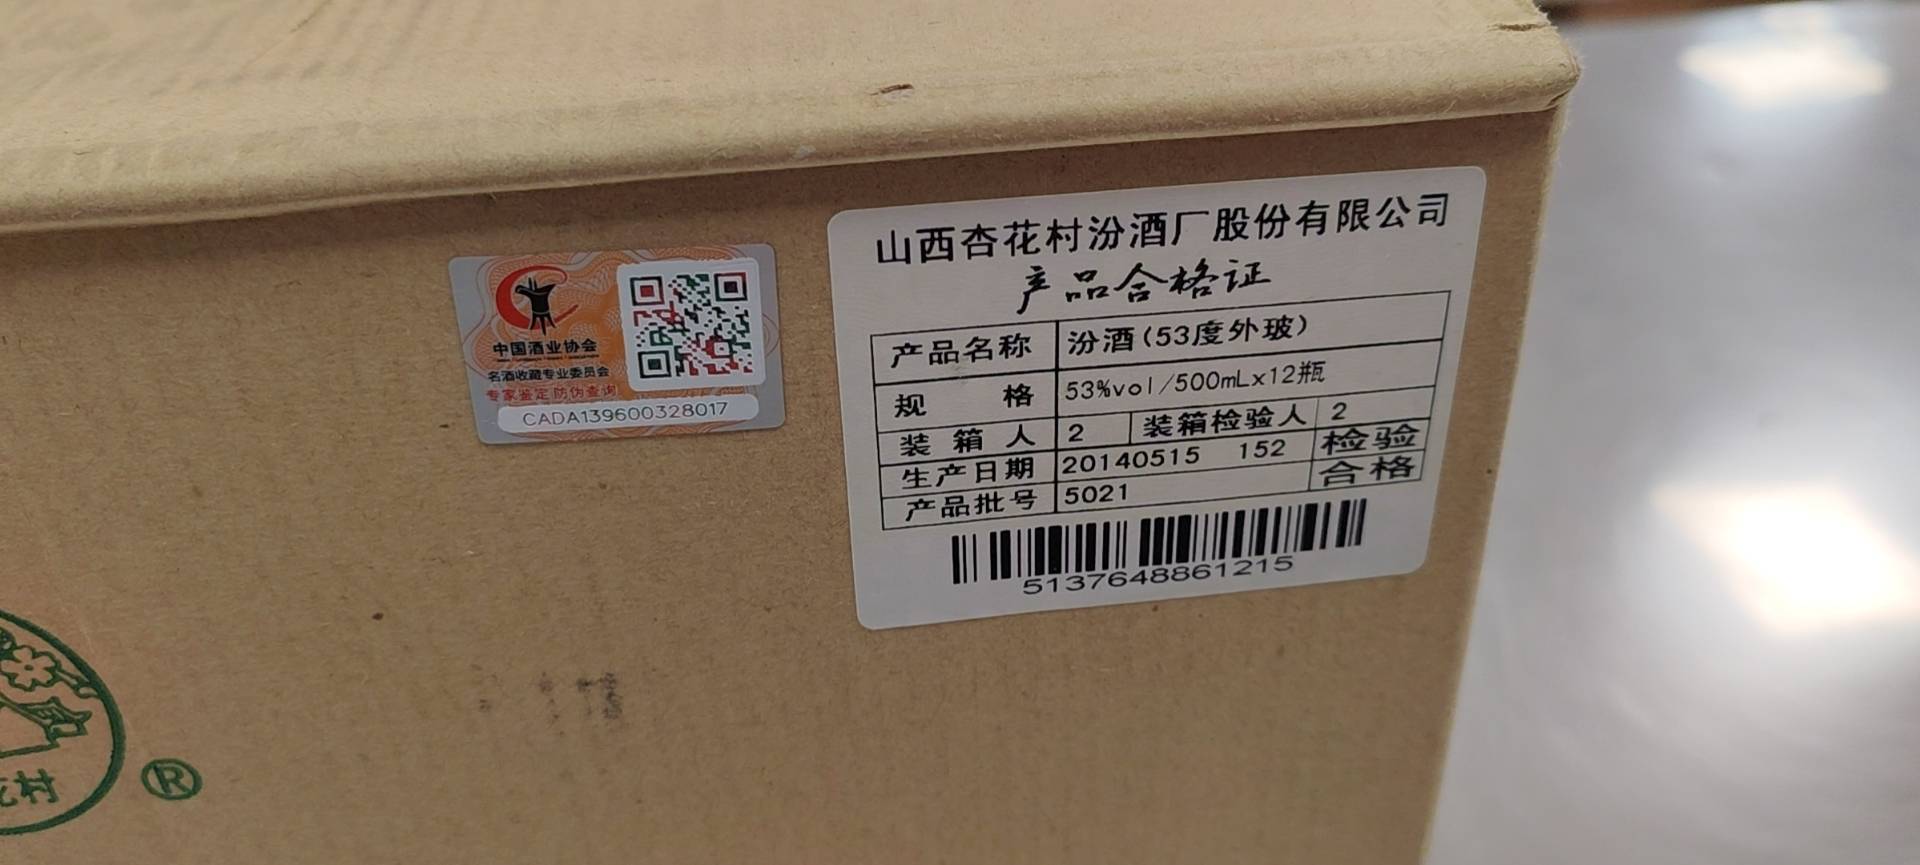 中国酒业协会
名酒收藏专业委员会
专家鉴定 防伪查询
CADA139600328017
山西杏花村汾酒厂股份有限公司
产品合格证
产品名称 汾酒(53度外玻)
规 格 53%vol/500mLx12瓶
装 箱 人 2 装箱检验人 2
生产日期 20140515 152 检验
产品批号 5021 合格
5137648861215
花村
®